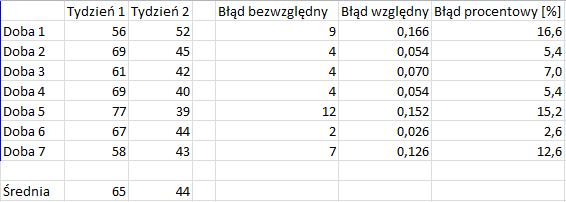 Tydzień 1 Tydzień 2 Błąd bezwzględny Błąd względny Błąd procentowy [%]
Doba 1 56 52 9 0,166 16,6
Doba 2 69 45 4 0,054 5,4
Doba 3 61 42 4 0,070 7,0
Doba 4 69 40 4 0,054 5,4
Doba 5 77 39 12 0,152 15,2
Doba 6 67 44 2 0,026 2,6
Doba 7 58 43 7 0,126 12,6
Średnia 65 44